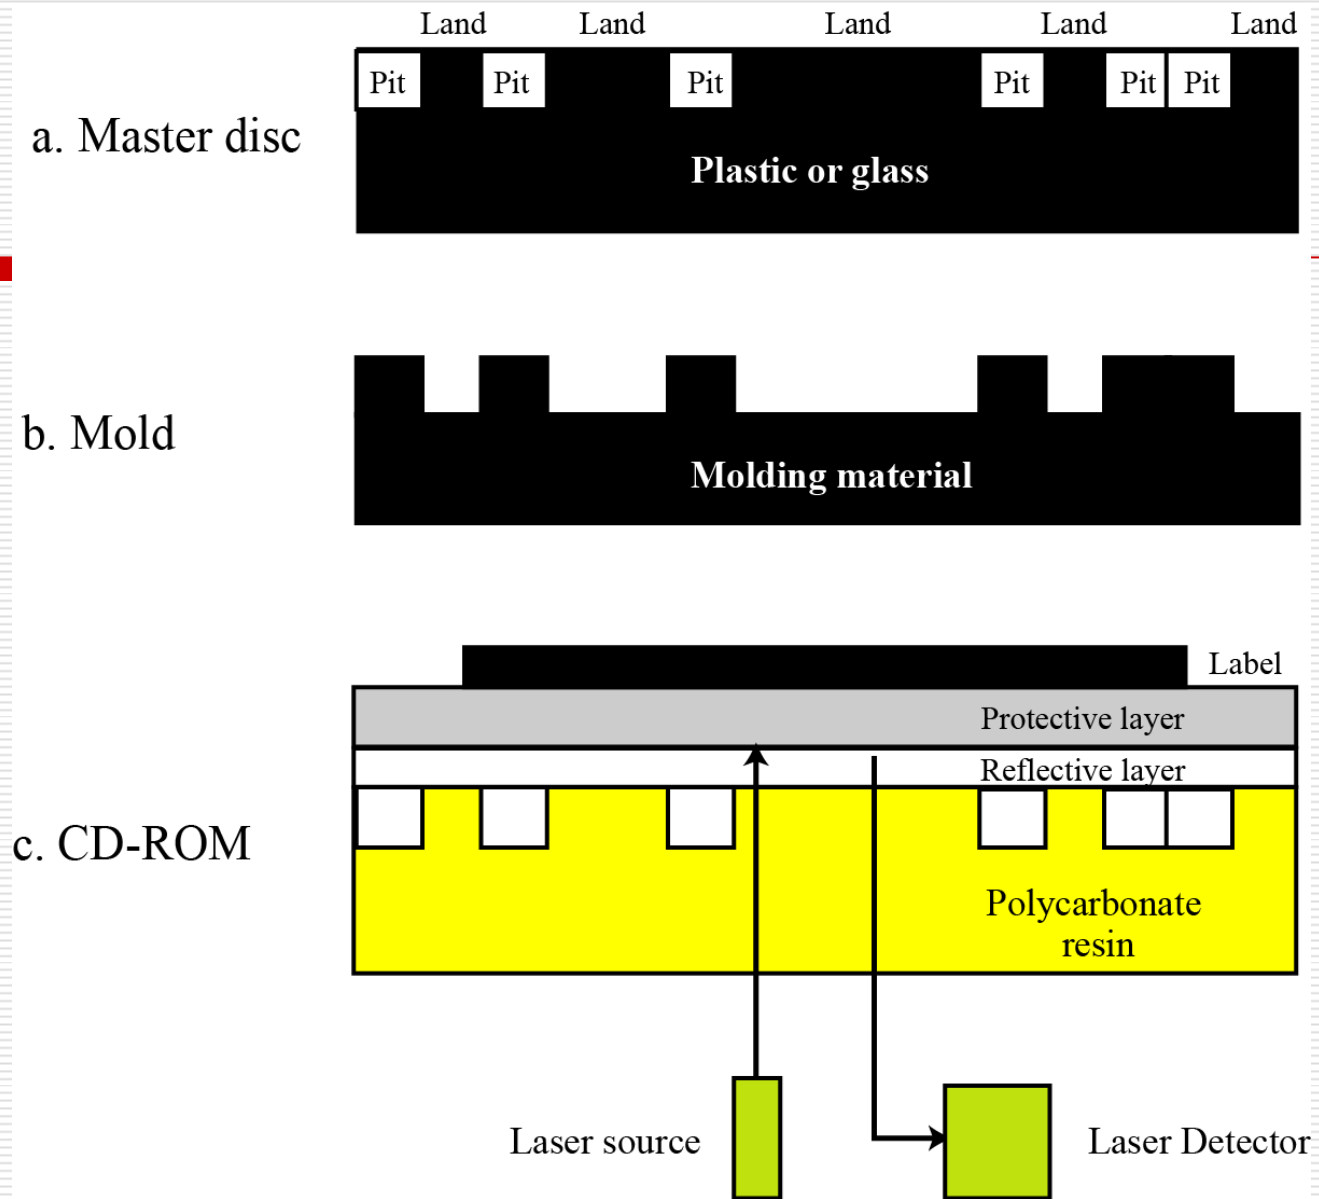 Land Land Land Land Land
Pit Pit Pit Pit Pit Pit
a. Master disc
Plastic or glass
b. Mold
Molding material
Label
Protective layer
Reflective layer
c. CD-ROM
Polycarbonate
resin
Laser source
Laser Detector